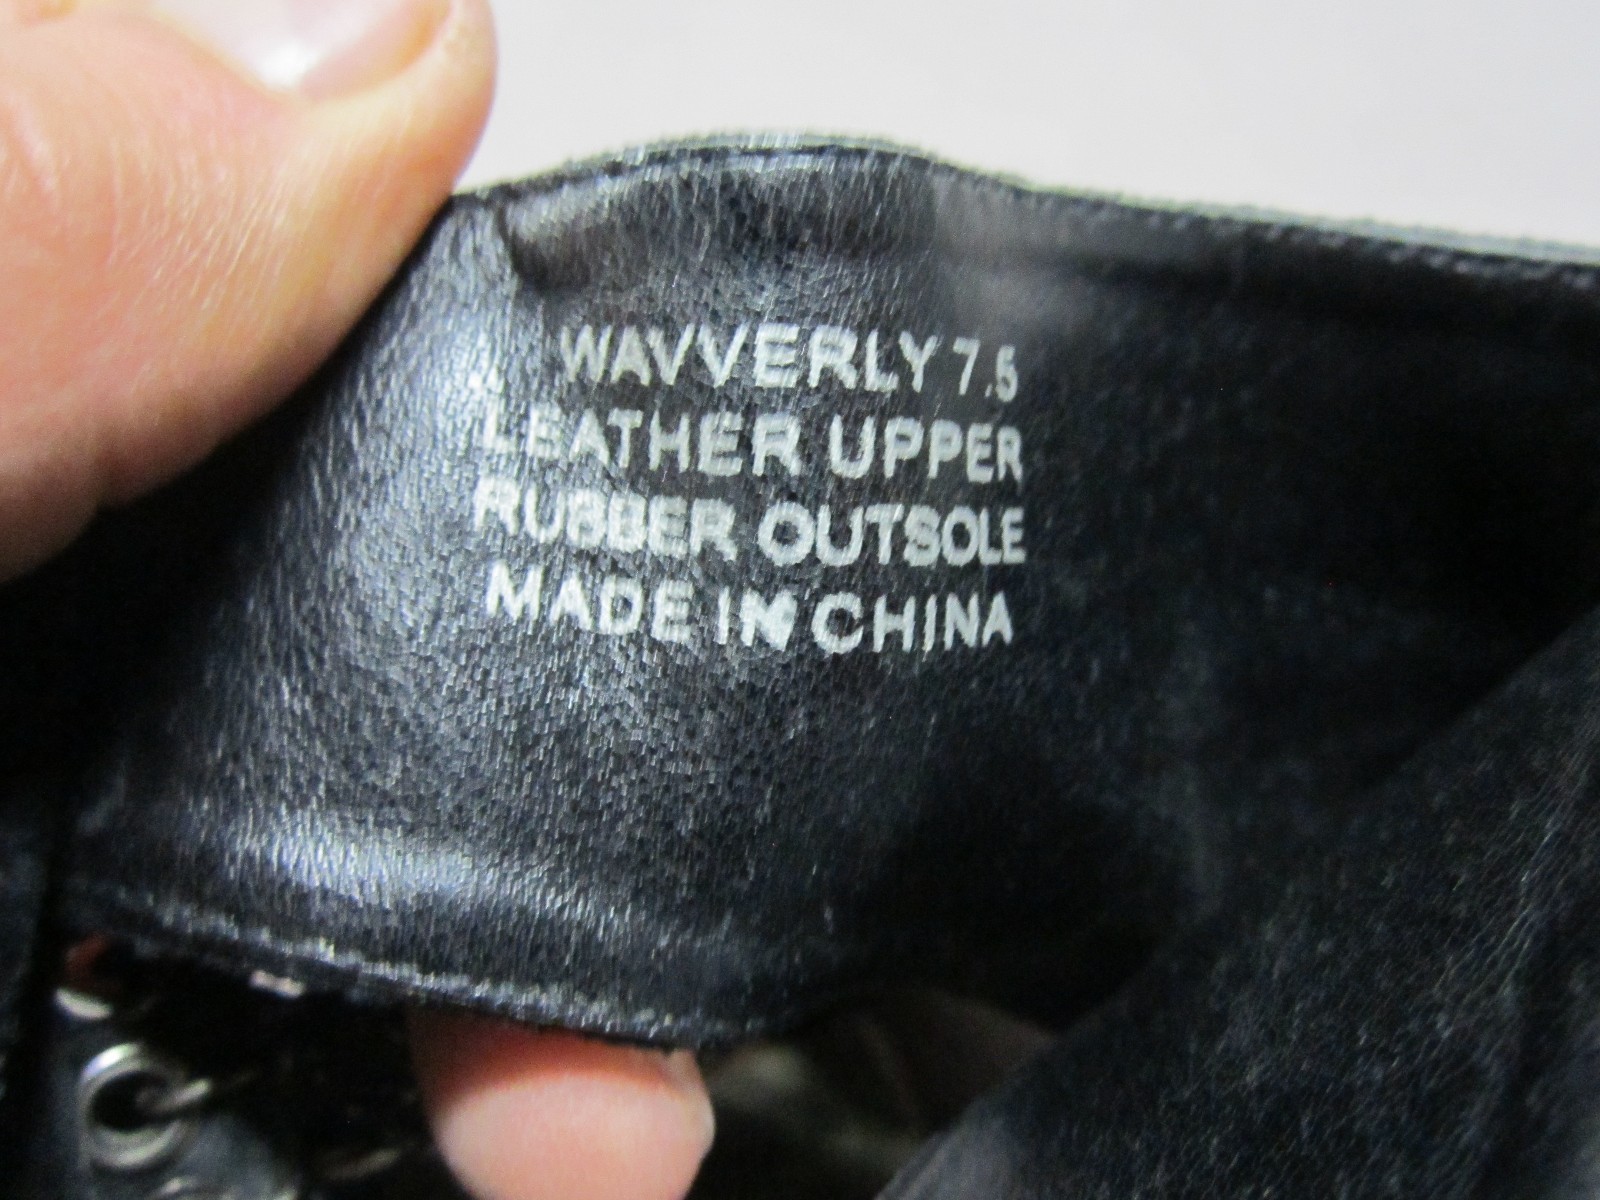 WAVVERLY 7.5
LEATHER UPPER
RUBBER OUTSOLE
MADE IN CHINA